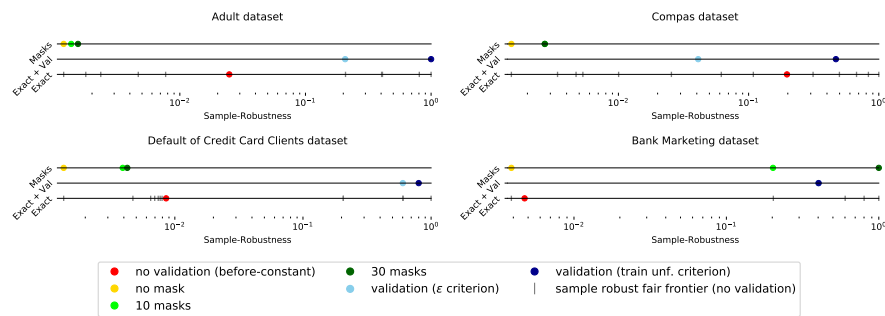 Adult dataset
Masks
Exact + Val
Exact
10⁻² 10⁻¹ 10⁰
Sample-Robustness
Compas dataset
Masks
Exact + Val
Exact
10⁻² 10⁻¹ 10⁰
Sample-Robustness
Default of Credit Card Clients dataset
Masks
Exact + Val
Exact
10⁻² 10⁻¹ 10⁰
Sample-Robustness
Bank Marketing dataset
Masks
Exact + Val
Exact
10⁻² 10⁻¹ 10⁰
Sample-Robustness
no validation (before-constant)
no mask
10 masks
30 masks
validation (ε criterion)
validation (train unf. criterion)
sample robust fair frontier (no validation)